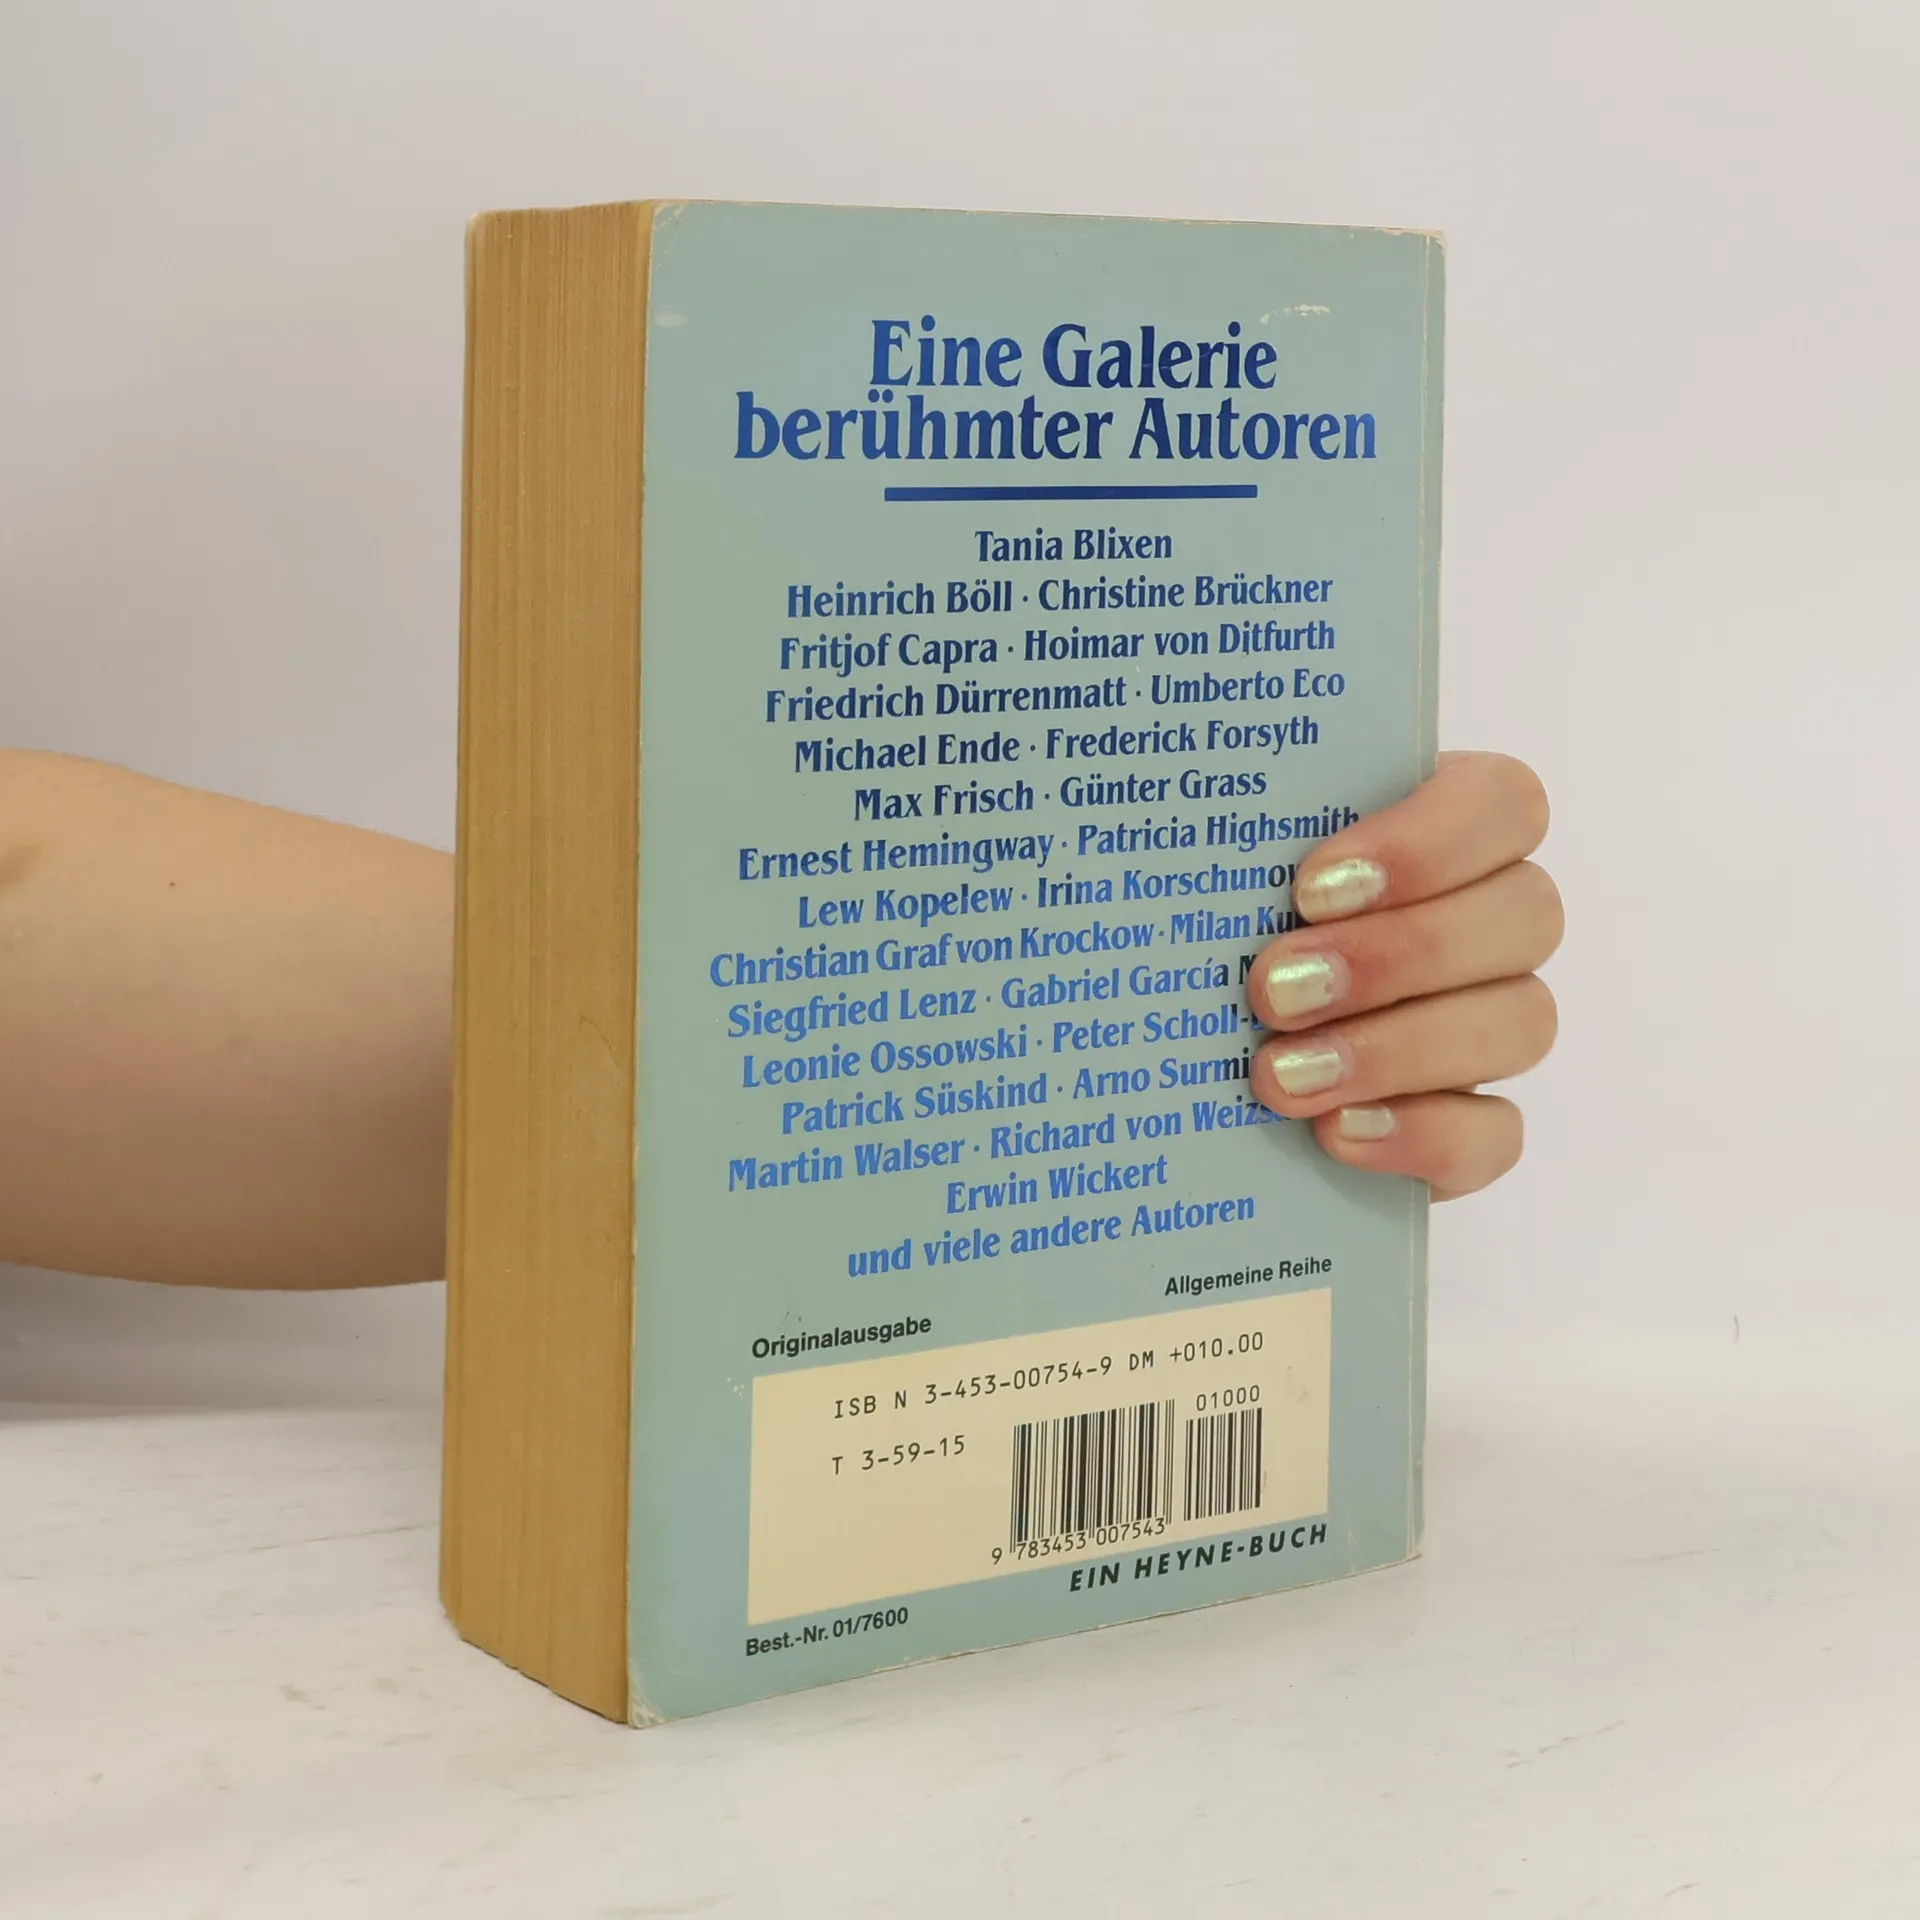 Eine Galerie
berühmter Autoren
Tania Blixen
Heinrich Böll · Christine Brückner
Fritjof Capra · Hoimar von Ditfurth
Friedrich Dürrenmatt · Umberto Eco
Michael Ende · Frederick Forsyth
Max Frisch · Günter Grass
Ernest Hemingway · Patricia Highsmith
Lew Kopelew · Irina
Christian Graf von Krockow · Milan
Siegfried Lenz · Gabriel García
Leonie Ossowski · Peter
Patrick Süskind · Arno
Martin Walser · Richard von
Erwin Wickert
und viele andere Autoren
Allgemeine Reihe
Originalausgabe
ISB N 3-453-00754-9 DM +010.00
01000
T 3-59-15
9 783453 007543
EIN HEYNE-BUCH
Best.-Nr. 01/7600